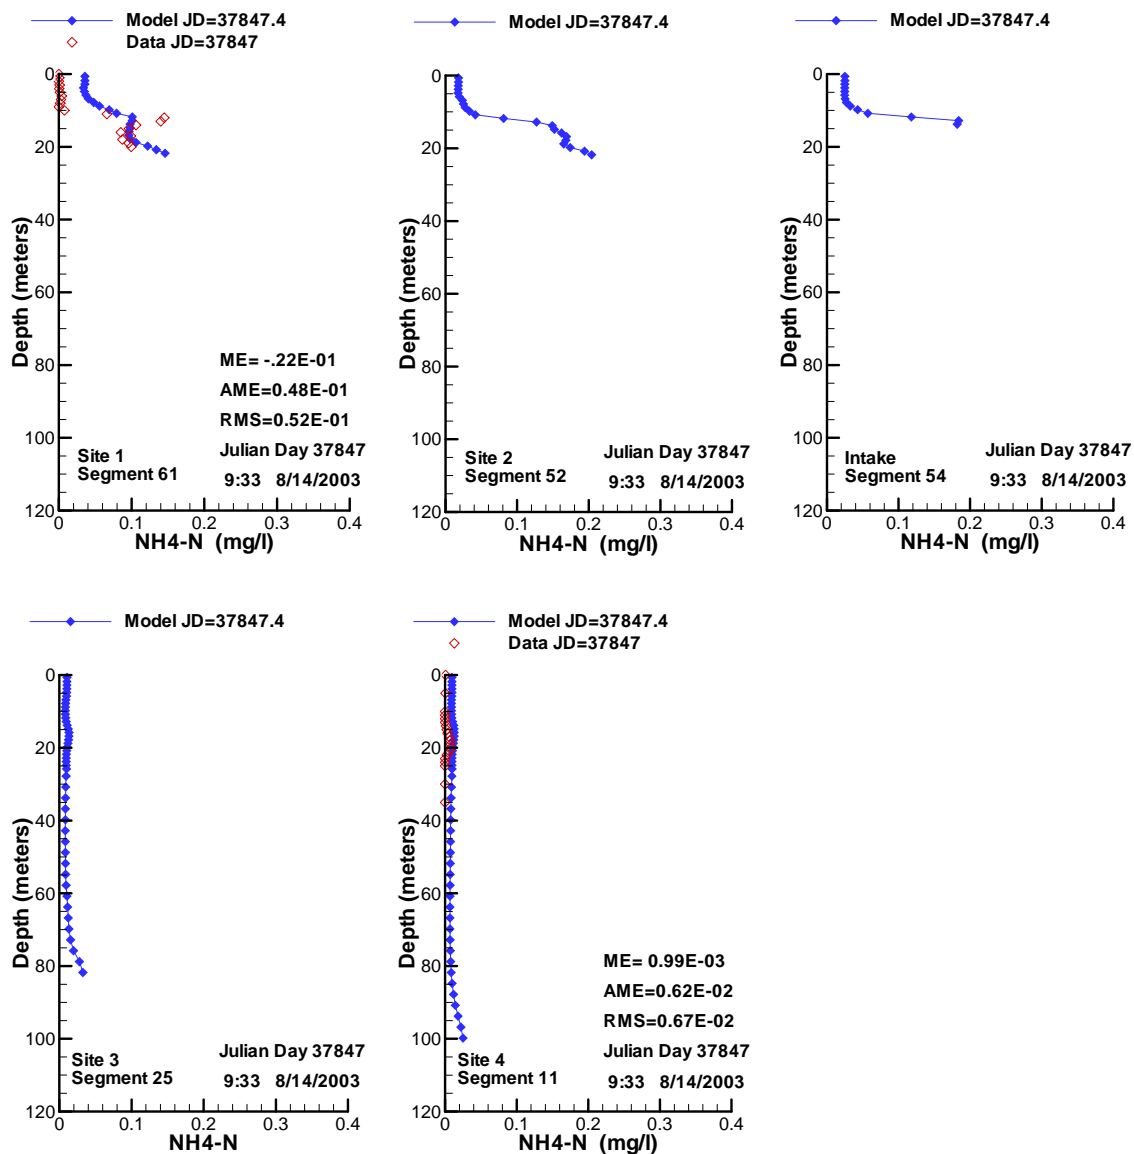 Model JD=37847.4
Data JD=37847
0
20
40
60
80
100
120
Depth (meters)
ME= -.22E-01
AME=0.48E-01
RMS=0.52E-01
Site 1
Segment 61
Julian Day 37847
9:33 8/14/2003
0 0.1 0.2 0.3 0.4
NH4-N (mg/l)
Model JD=37847.4
0
20
40
60
80
100
120
Depth (meters)
Site 2
Segment 52
Julian Day 37847
9:33 8/14/2003
0 0.1 0.2 0.3 0.4
NH4-N (mg/l)
Model JD=37847.4
0
20
40
60
80
100
120
Depth (meters)
Intake
Segment 54
Julian Day 37847
9:33 8/14/2003
0 0.1 0.2 0.3 0.4
NH4-N (mg/l)
Model JD=37847.4
0
20
40
60
80
100
120
Depth (meters)
Site 3
Segment 25
Julian Day 37847
9:33 8/14/2003
0 0.1 0.2 0.3 0.4
NH4-N
Model JD=37847.4
Data JD=37847
0
20
40
60
80
100
120
Depth (meters)
ME= 0.99E-03
AME=0.62E-02
RMS=0.67E-02
Site 4
Segment 11
Julian Day 37847
9:33 8/14/2003
0 0.1 0.2 0.3 0.4
NH4-N (mg/l)